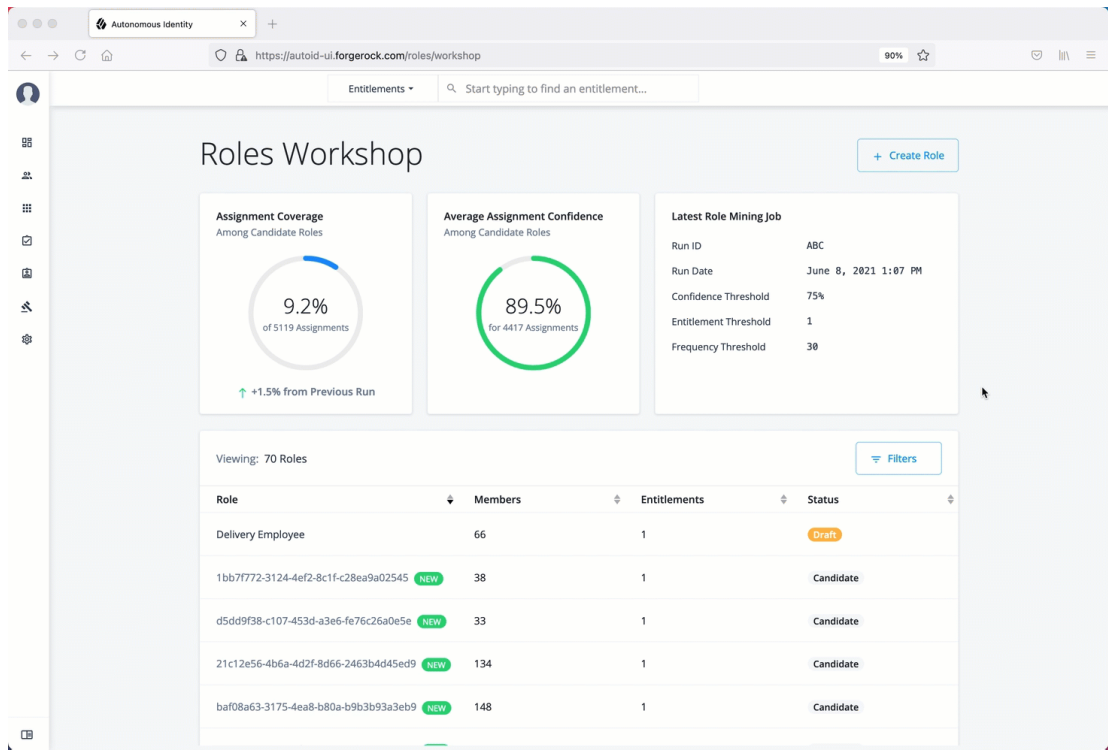 Autonomous Identity
https://autoid-ui.forgerock.com/roles/workshop
90%
Entitlements
Start typing to find an entitlement...
Roles Workshop
+ Create Role
Assignment Coverage
Among Candidate Roles
9.2%
of 5119 Assignments
↑ +1.5% from Previous Run
Average Assignment Confidence
Among Candidate Roles
89.5%
for 4417 Assignments
Latest Role Mining Job
Run ID ABC
Run Date June 8, 2021 1:07 PM
Confidence Threshold 75%
Entitlement Threshold 1
Frequency Threshold 30
Viewing: 70 Roles
Filters
Role Members Entitlements Status
Delivery Employee 66 1 Draft
1bb7f772-3124-4ef2-8c1f-c28ea9a02545 NEW 38 1 Candidate
d5dd9f38-c107-453d-a3e6-fe76c26a0e5e NEW 33 1 Candidate
21c12e56-4b6a-4d2f-8d66-2463b4d45ed9 NEW 134 1 Candidate
baf08a63-3175-4ea8-b80a-b9b3b93a3eb9 NEW 148 1 Candidate